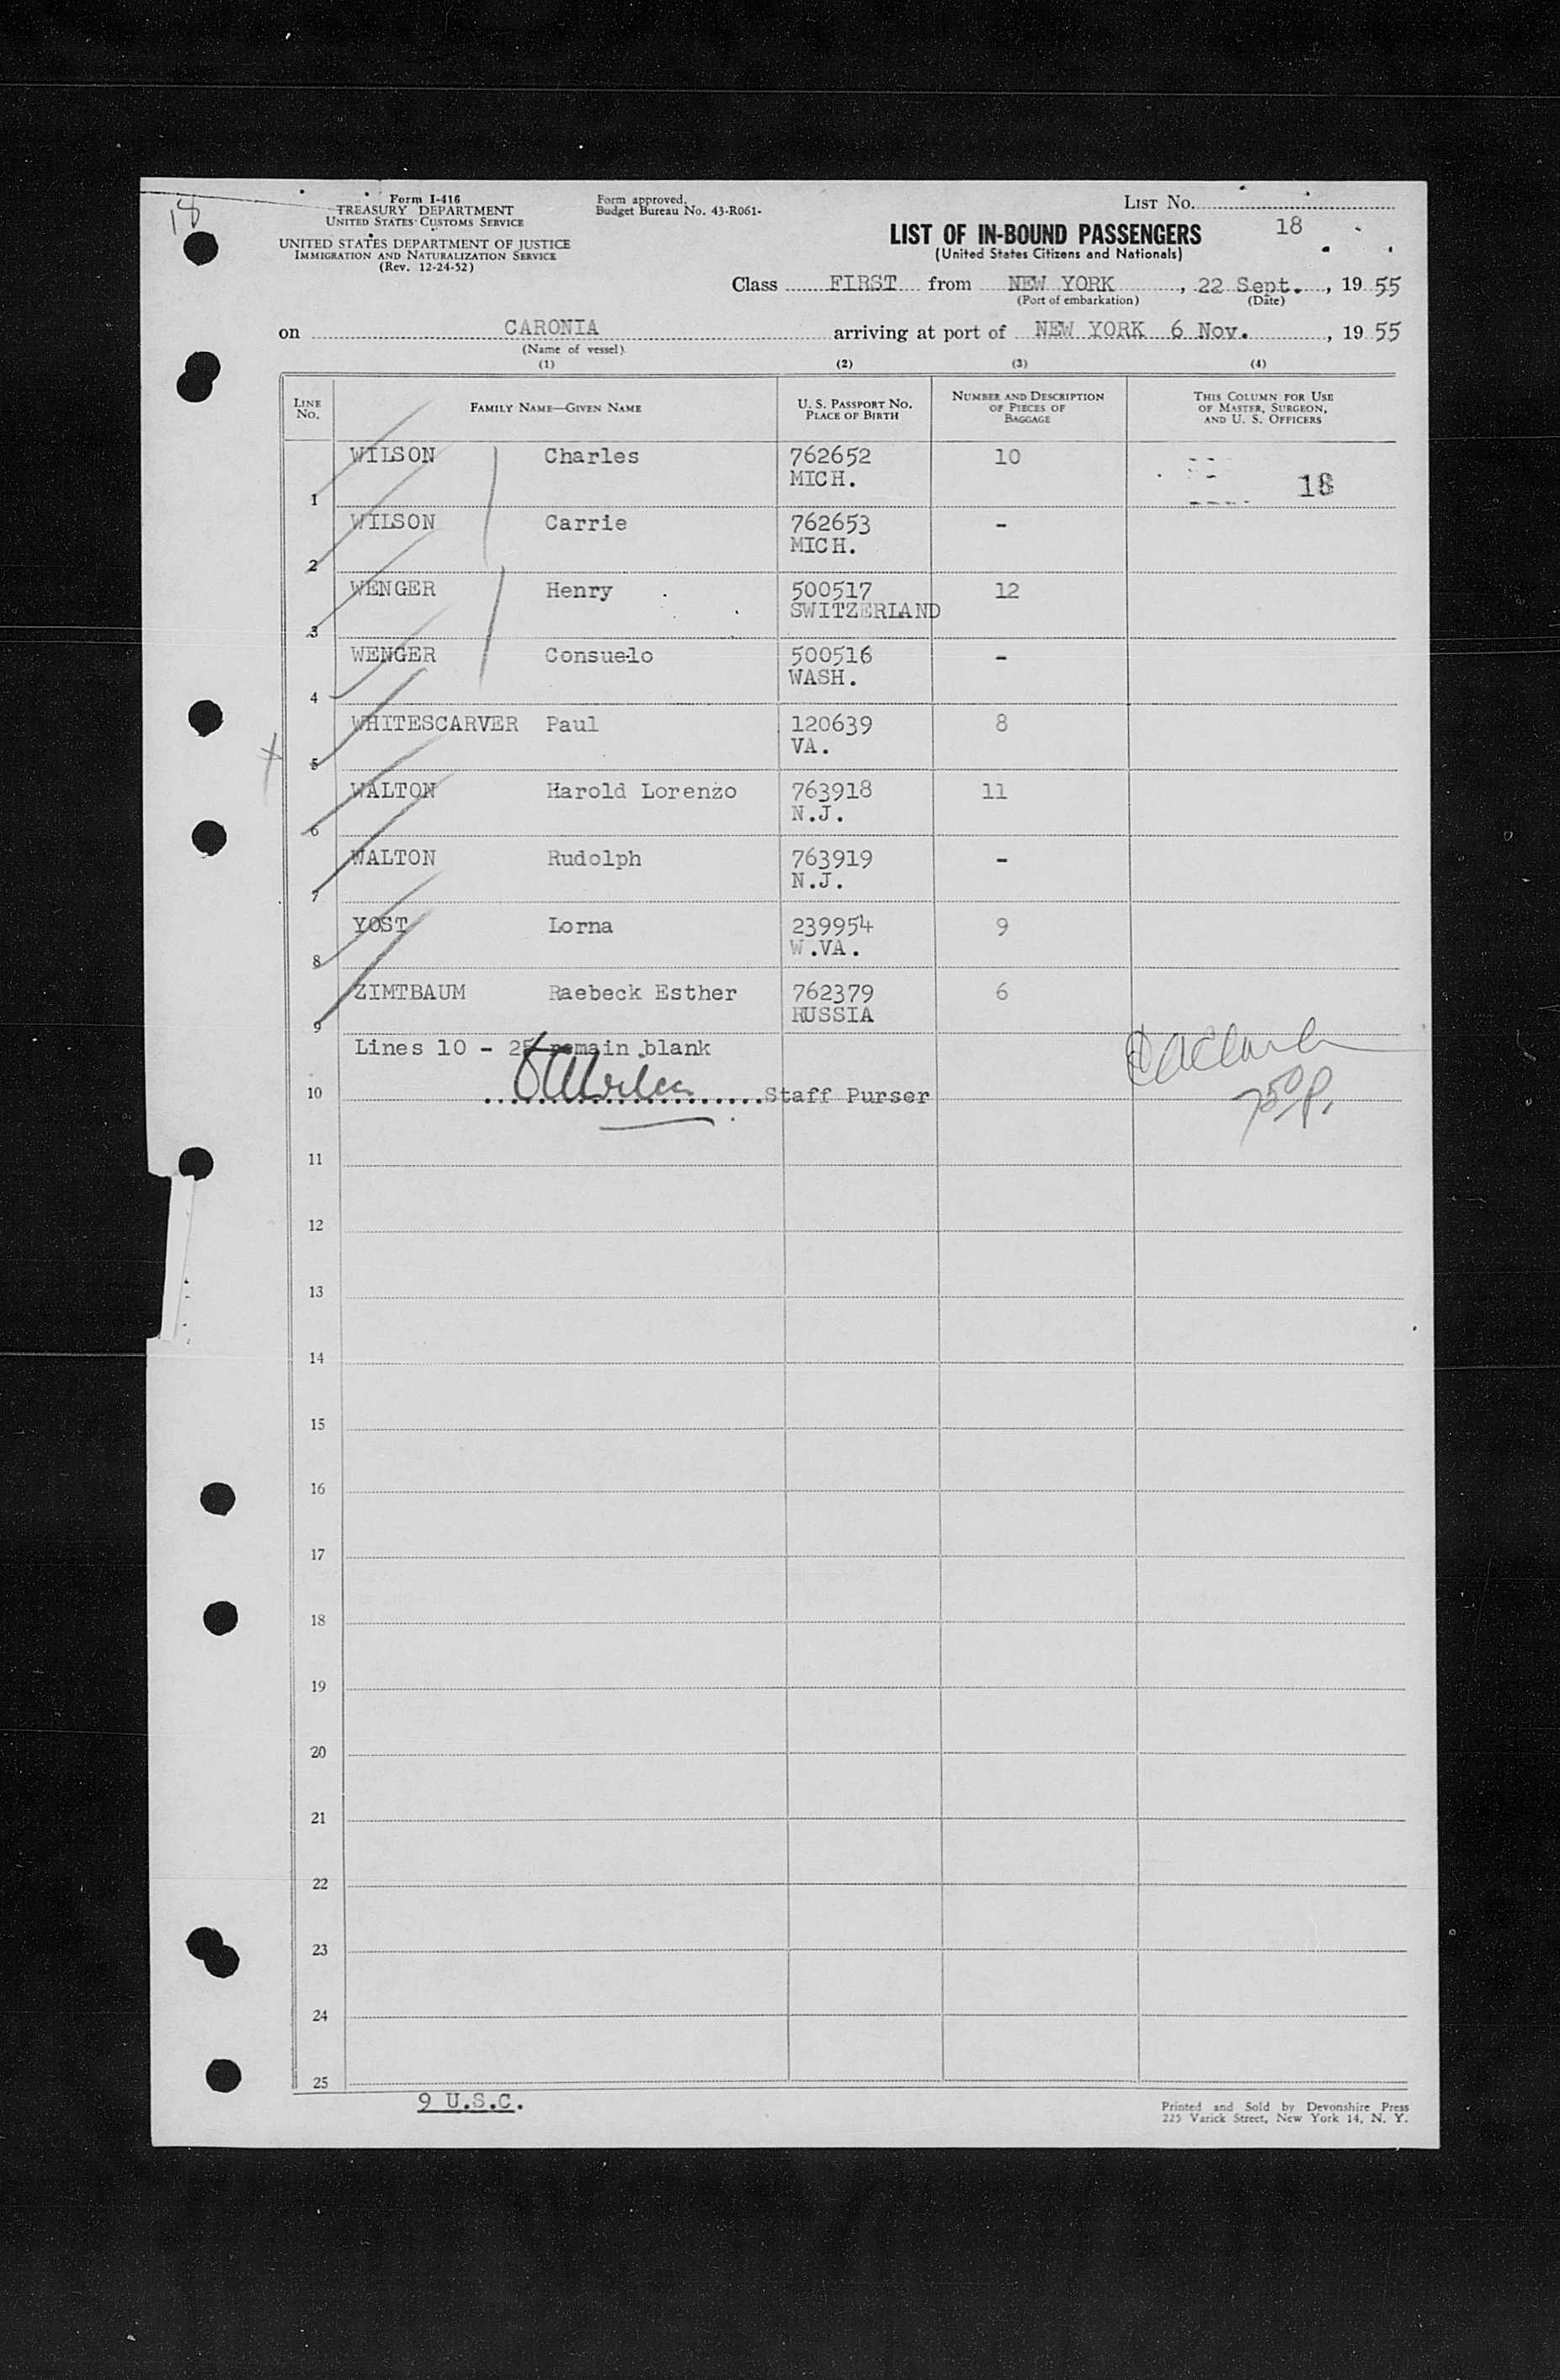 18
Form I-416
TREASURY DEPARTMENT
UNITED STATES CUSTOMS SERVICE
UNITED STATES DEPARTMENT OF JUSTICE
IMMIGRATION AND NATURALIZATION SERVICE
(Rev. 12-24-52)
Form approved.
Budget Bureau No. 43-R061-
LIST No.
18
LIST OF IN-BOUND PASSENGERS
(United States Citizens and Nationals)
Class FIRST from NEW YORK, 22 Sept., 19 55
(Port of embarkation) (Date)
on CARONIA arriving at port of NEW YORK 6 Nov., 19 55
(Name of vessel)
(1) (2) (3) (4)
LINE No. FAMILY NAME—GIVEN NAME U. S. PASSPORT NO. PLACE OF BIRTH NUMBER AND DESCRIPTION OF PIECES OF BAGGAGE THIS COLUMN FOR USE OF MASTER, SURGEON, AND U. S. OFFICERS
WILSON Charles 762652 10
MICH.
1 18
WILSON Carrie 762653 -
MICH.
2
WENGER Henry 500517 12
SWITZERLAND
3
WENGER Consuelo 500516 -
WASH.
4
WHITESCARVER Paul 120639 8
VA.
5
WALTON Harold Lorenzo 763918 11
N.J.
6
WALTON Rudolph 763919 -
N.J.
7
YOST Lorna 239954 9
W.VA.
8
ZIMTBAUM Raebeck Esther 762379 6
RUSSIA
9
Lines 10 - 25 remain blank
10 Staff Purser
11
12
13
14
15
16
17
18
19
20
21
22
23
24
25
9 U.S.C.
Printed and Sold by Devonshire Press
225 Varick Street, New York 14, N. Y.